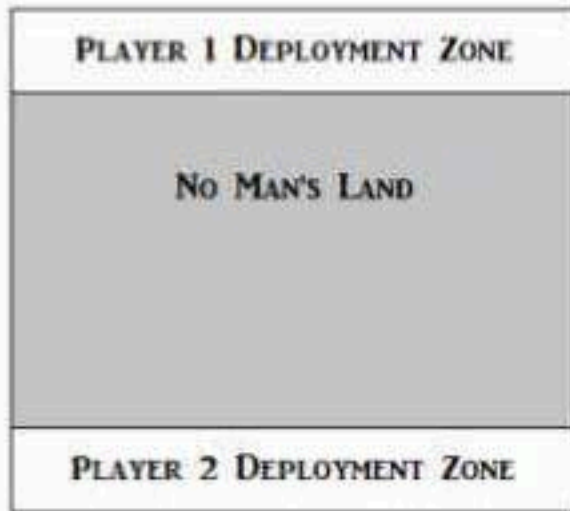 PLAYER 1 DEPLOYMENT ZONE
NO MAN'S LAND
PLAYER 2 DEPLOYMENT ZONE